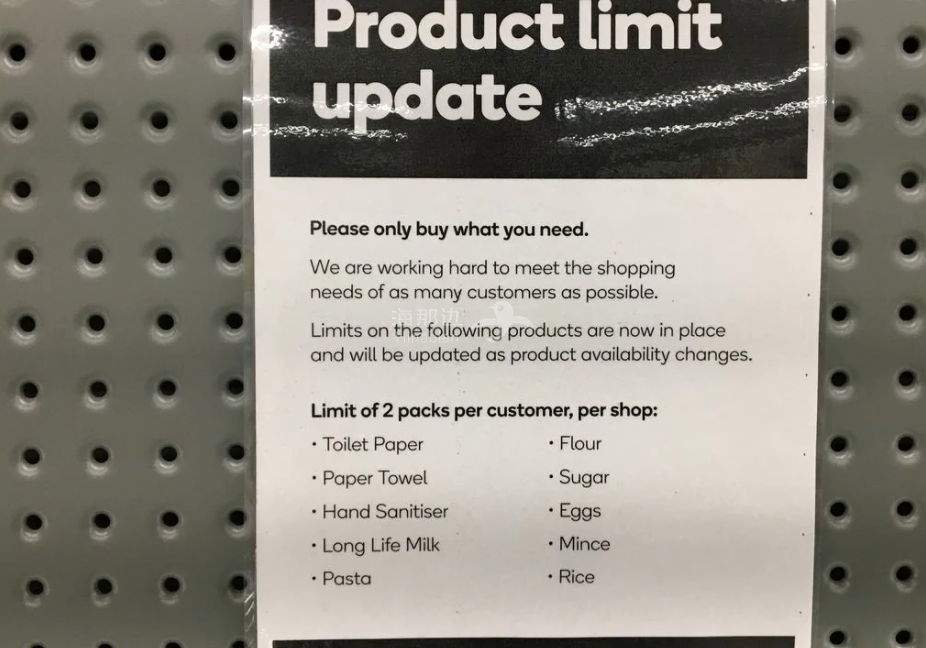 Product limit
update
Please only buy what you need.
We are working hard to meet the shopping
needs of as many customers as possible.
海那边
Limits on the following products are now in place
and will be updated as product availability changes.
Limit of 2 packs per customer, per shop:
• Toilet Paper
• Paper Towel
• Hand Sanitiser
• Long Life Milk
• Pasta
• Flour
• Sugar
• Eggs
• Mince
• Rice